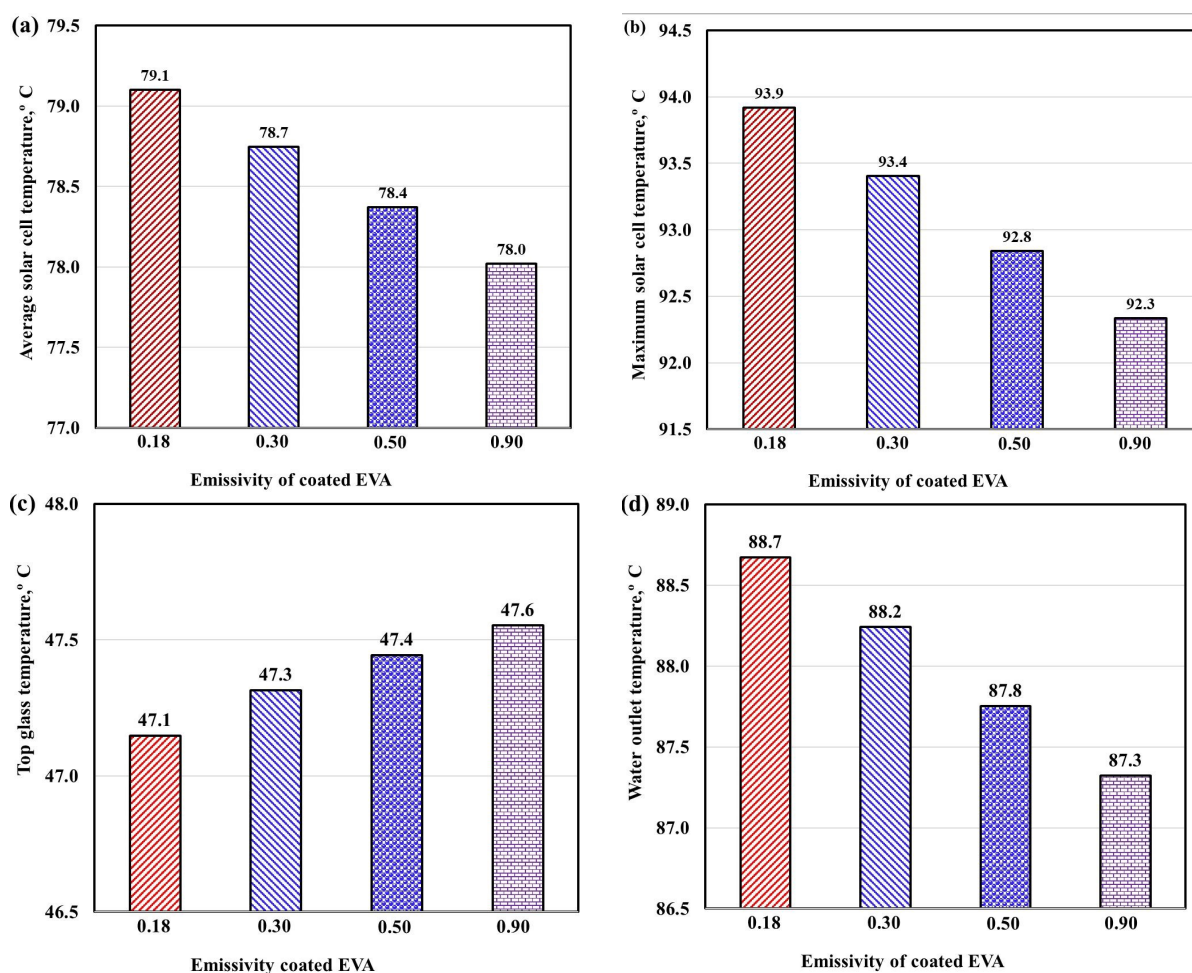 (a)
79.5
79.0
78.5
78.0
77.5
77.0
Average solar cell temperature,º C
79.1
78.7
78.4
78.0
0.18 0.30 0.50 0.90
Emissivity of coated EVA
(b)
94.5
94.0
93.5
93.0
92.5
92.0
91.5
Maximum solar cell temperature,º C
93.9
93.4
92.8
92.3
0.18 0.30 0.50 0.90
Emissivity of coated EVA
(c)
48.0
47.5
47.0
46.5
Top glass temperature,º C
47.1
47.3
47.4
47.6
0.18 0.30 0.50 0.90
Emissivity coated EVA
(d)
89.0
88.5
88.0
87.5
87.0
86.5
Water outlet temperature,º C
88.7
88.2
87.8
87.3
0.18 0.30 0.50 0.90
Emissivity of coated EVA